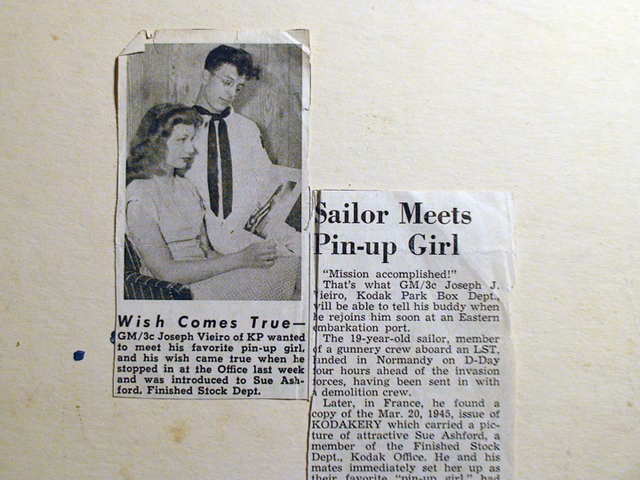 Wish Comes True—
GM/3c Joseph Vieiro of KP wanted
to meet his favorite pin-up girl,
and his wish came true when he
stopped in at the Office last week
and was introduced to Sue Ash-
ford, Finished Stock Dept.
Sailor Meets
Pin-up Girl
"Mission accomplished!"
That's what GM/3c Joseph J.
Vieiro, Kodak Park Box Dept.,
will be able to tell his buddy when
he rejoins him soon at an Eastern
embarkation port.
The 19-year-old sailor, member
of a gunnery crew aboard an LST,
landed in Normandy on D-Day
four hours ahead of the invasion
forces, having been sent in with
a demolition crew.
Later, in France, he found a
copy of the Mar. 20, 1945, issue of
KODAKERY which carried a pic-
ture of attractive Sue Ashford, a
member of the Finished Stock
Dept., Kodak Office. He and his
mates immediately set her up as
their favorite "pin-up girl," had